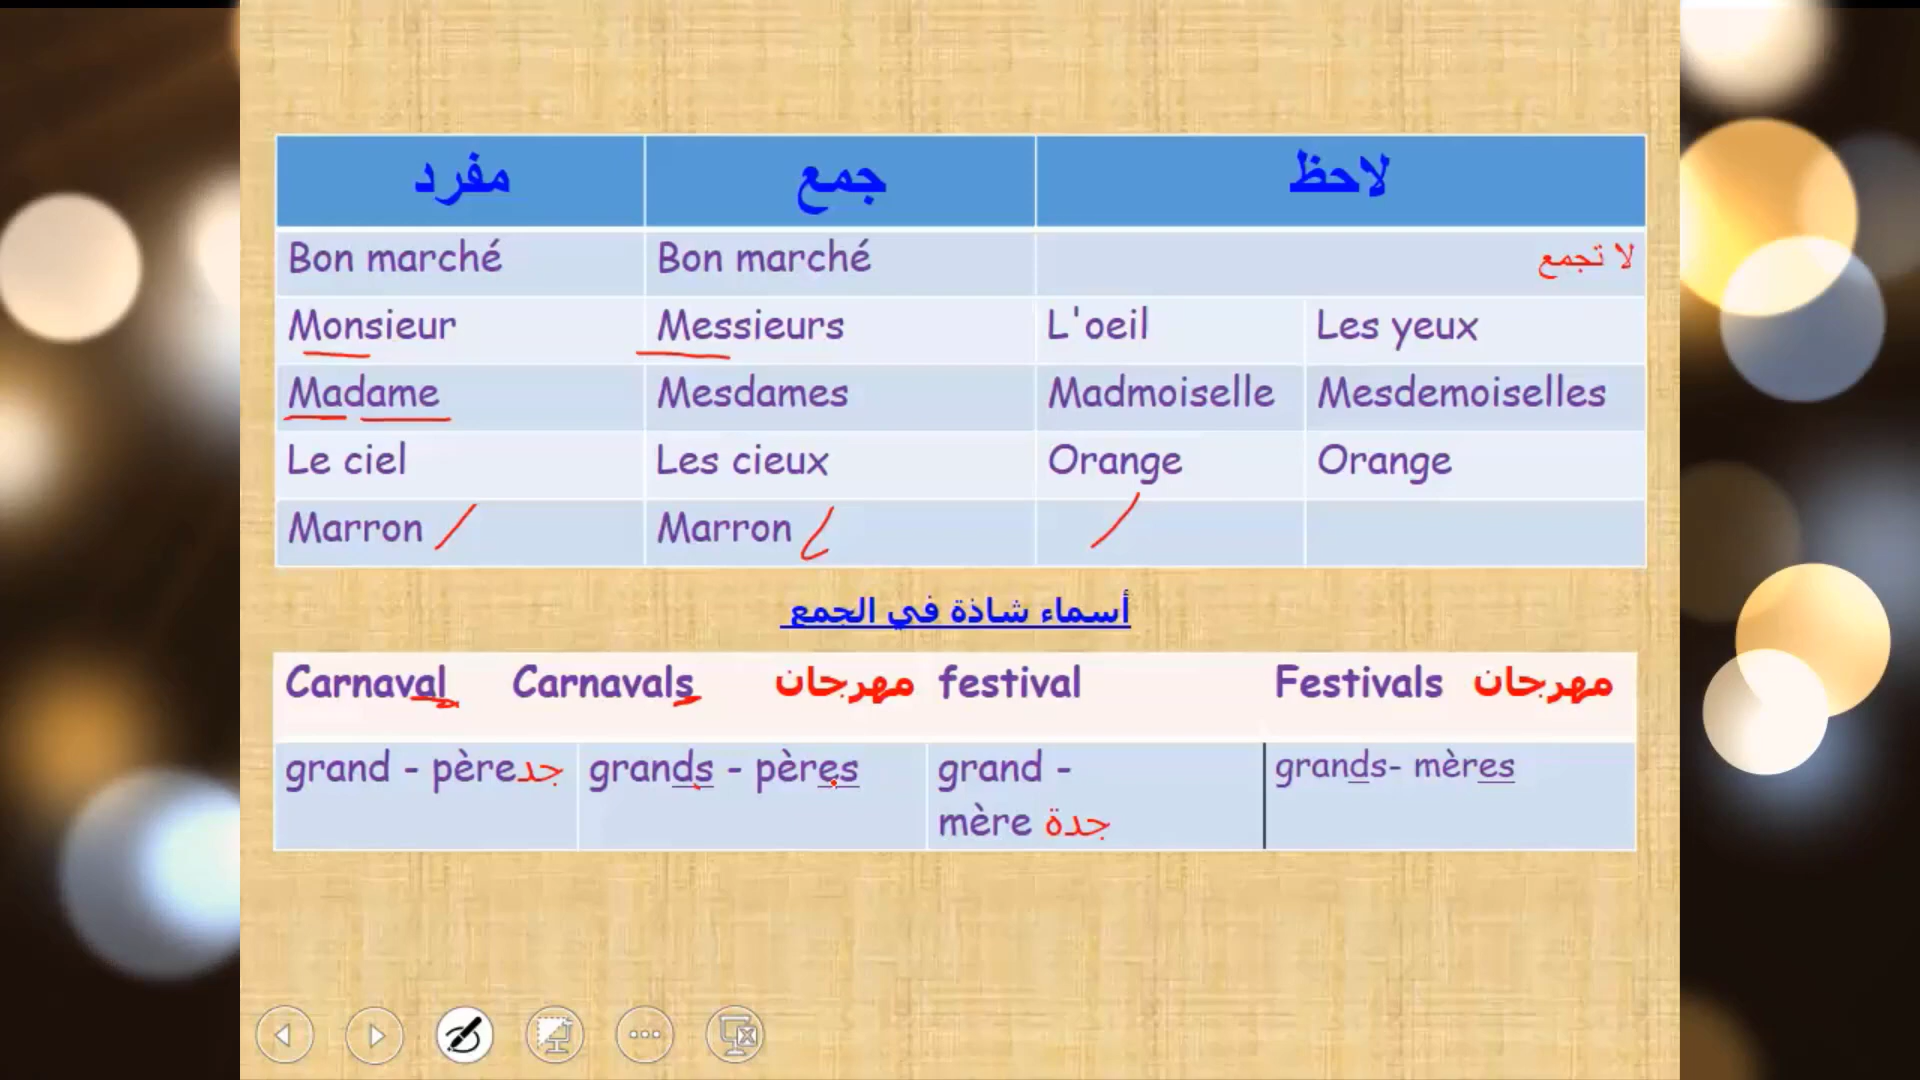 مفرد جمع لاحظ
Bon marché Bon marché لا تجمع
Monsieur Messieurs L'oeil Les yeux
Madame Mesdames Madmoiselle Mesdemoiselles
Le ciel Les cieux Orange Orange
Marron Marron
أسماء شاذة في الجمع
Carnaval Carnavals مهرجان festival Festivals مهرجان
grand - père جد grands - pères grand - grands- mères
mère جدة